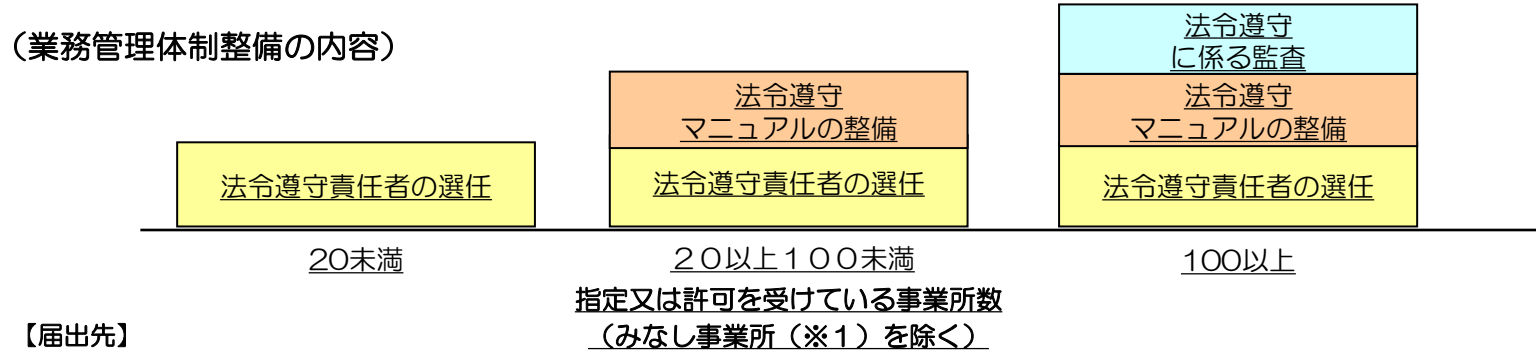 （業務管理体制整備の内容）
法令遵守
に係る監査
法令遵守
マニュアルの整備
法令遵守
マニュアルの整備
法令遵守責任者の選任
法令遵守責任者の選任
法令遵守責任者の選任
20未満
２０以上１００未満
100以上
指定又は許可を受けている事業所数
（みなし事業所（※１）を除く）
【届出先】